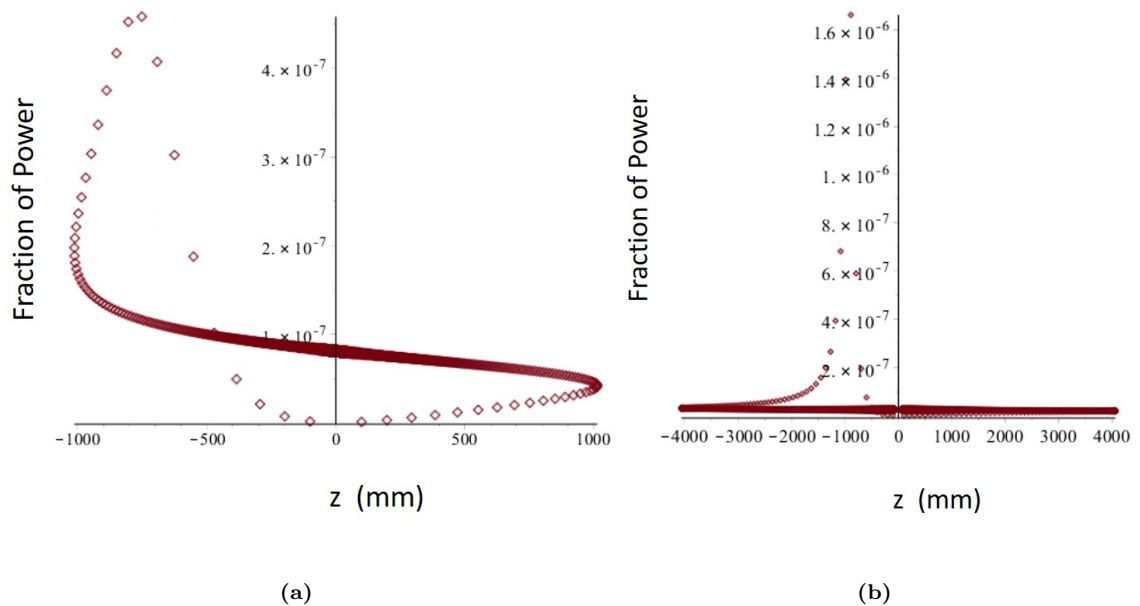 4. × 10⁻⁷
3. × 10⁻⁷
2. × 10⁻⁷
1. × 10⁻⁷
Fraction of Power
−1000 −500 0 500 1000
z (mm)
(a)
1.6 × 10⁻⁶
1.4 × 10⁻⁶
1.2 × 10⁻⁶
1. × 10⁻⁶
8. × 10⁻⁷
6. × 10⁻⁷
4. × 10⁻⁷
2. × 10⁻⁷
Fraction of Power
−4000 −3000 −2000 −1000 0 1000 2000 3000 4000
z (mm)
(b)